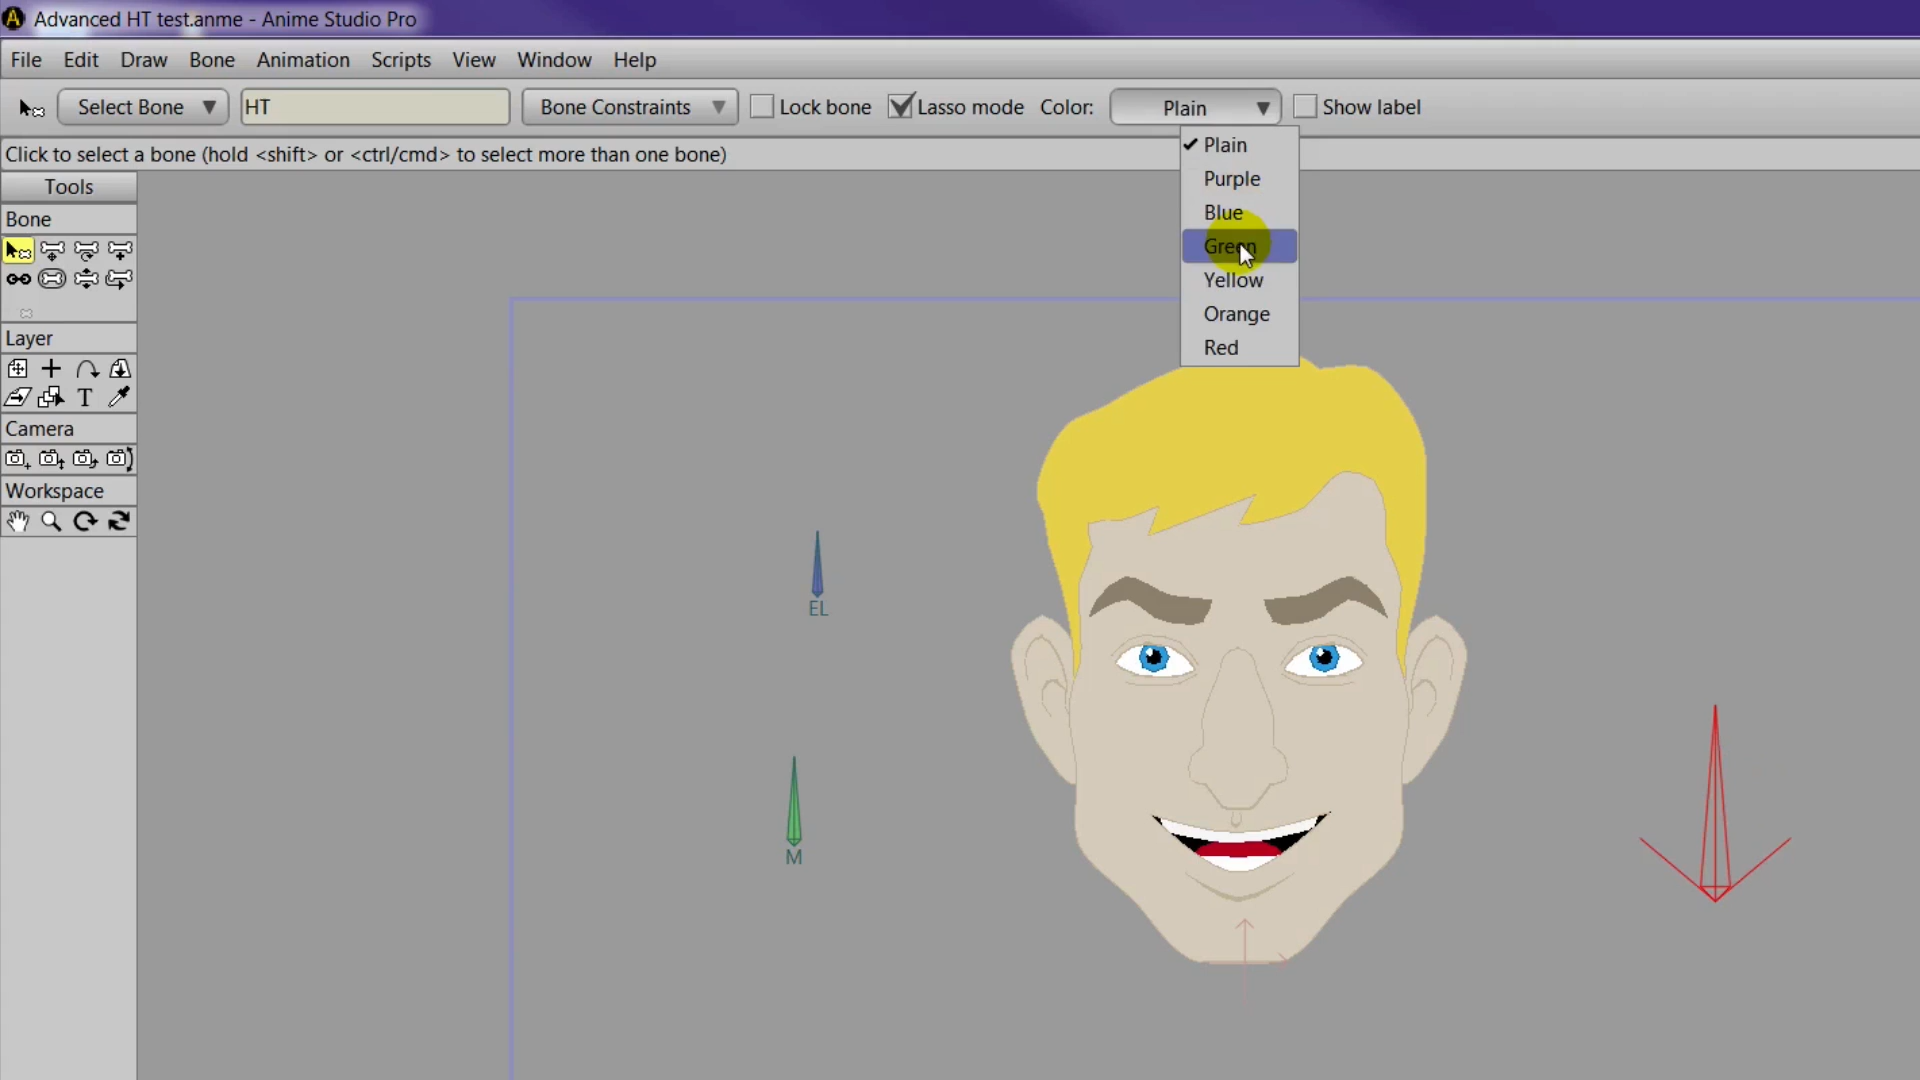 Advanced HT test.anme - Anime Studio Pro
File Edit Draw Bone Animation Scripts View Window Help
Select Bone HT Bone Constraints Lock bone Lasso mode Color: Plain Show label
Click to select a bone (hold <shift> or <ctrl/cmd> to select more than one bone)
Plain
Purple
Blue
Green
Yellow
Orange
Red
Tools
Bone
Layer
T
Camera
Workspace
EL
M